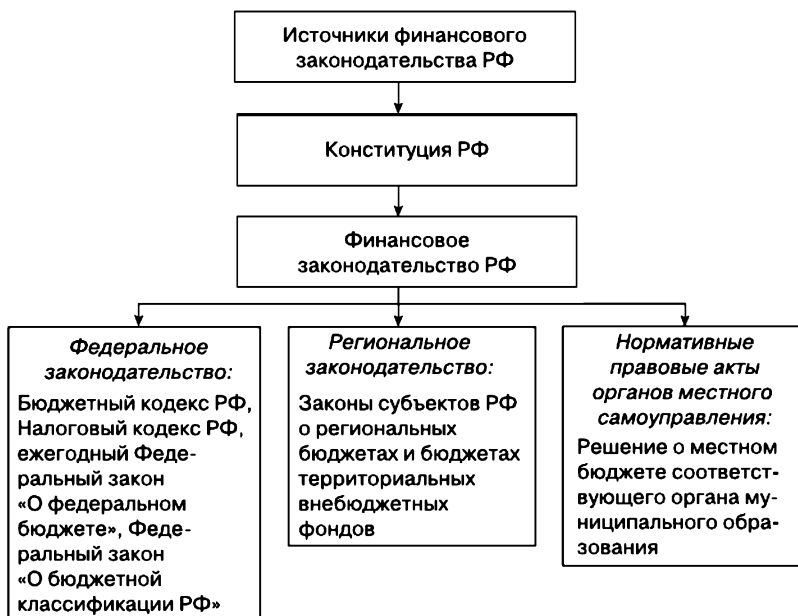 Источники финансового
законодательства РФ
Конституция РФ
Финансовое
законодательство РФ
Федеральное
законодательство:
Бюджетный кодекс РФ,
Налоговый кодекс РФ,
ежегодный Феде-
ральный закон
«О федеральном
бюджете», Феде-
ральный закон
«О бюджетной
классификации РФ»
Региональное
законодательство:
Законы субъектов РФ
о региональных
бюджетах и бюджетах
территориальных
внебюджетных
фондов
Нормативные
правовые акты
органов местного
самоуправления:
Решение о местном
бюджете соответст-
вующего органа му-
ниципального обра-
зования